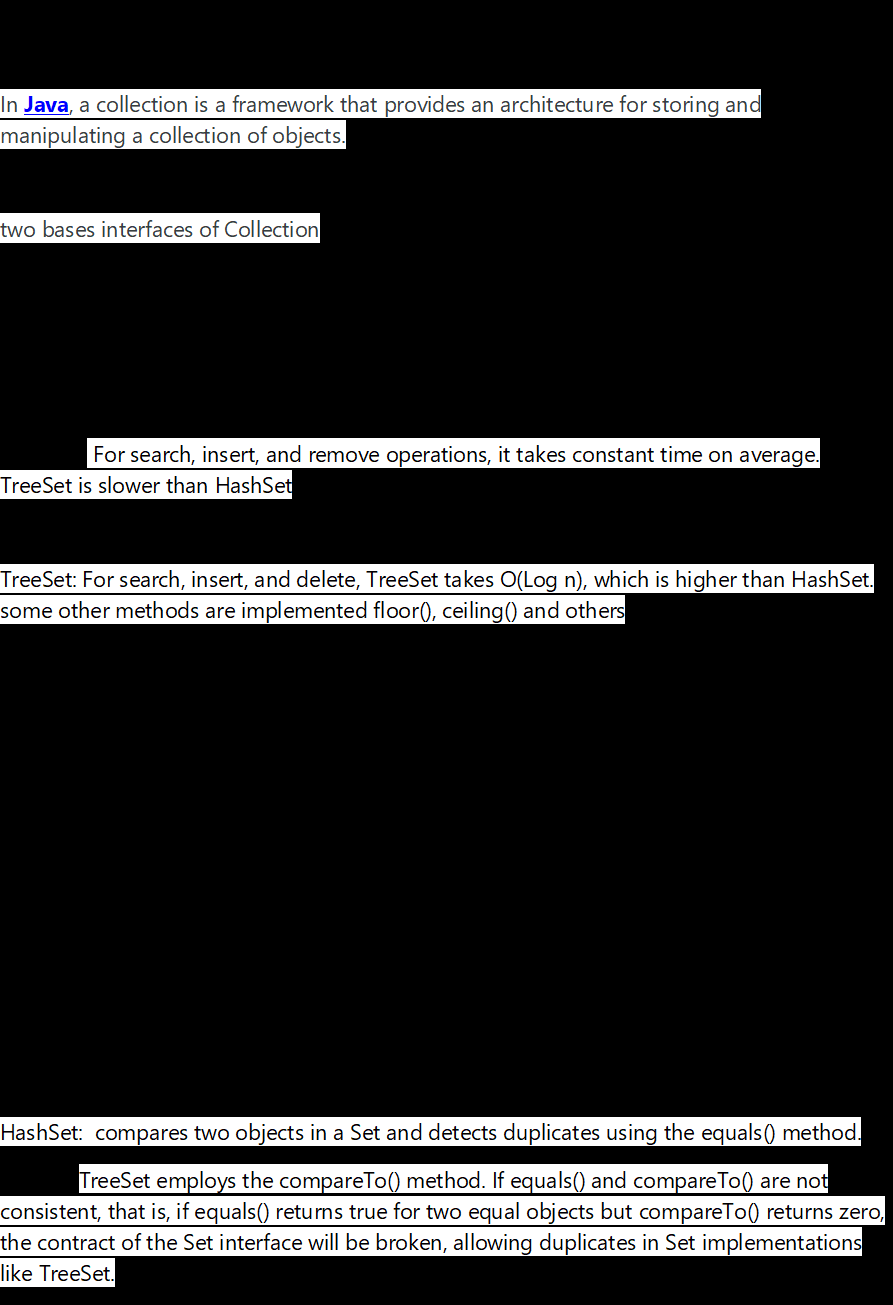 In Java, a collection is a framework that provides an architecture for storing and
manipulating a collection of objects.
two bases interfaces of Collection
For search, insert, and remove operations, it takes constant time on average.
TreeSet is slower than HashSet
TreeSet: For search, insert, and delete, TreeSet takes O(Log n), which is higher than HashSet.
some other methods are implemented floor(), ceiling() and others
HashSet:  compares two objects in a Set and detects duplicates using the equals() method.
TreeSet employs the compareTo() method. If equals() and compareTo() are not
consistent, that is, if equals() returns true for two equal objects but compareTo() returns zero,
the contract of the Set interface will be broken, allowing duplicates in Set implementations
like TreeSet.